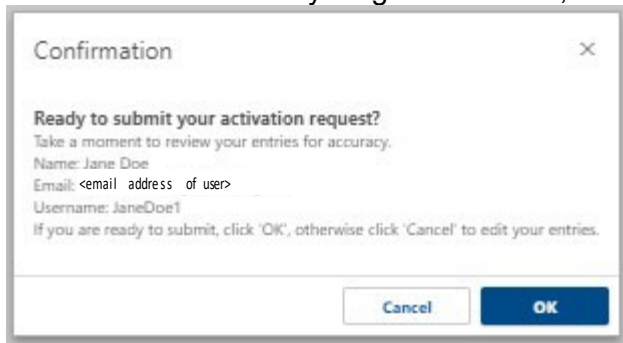 Confirmation
Ready to submit your activation request?
Take a moment to review your entries for accuracy.
Name: Jane Doe
Email: <email address of user>
Username: JaneDoe1
If you are ready to submit, click 'OK', otherwise click 'Cancel' to edit your entries.
Cancel OK